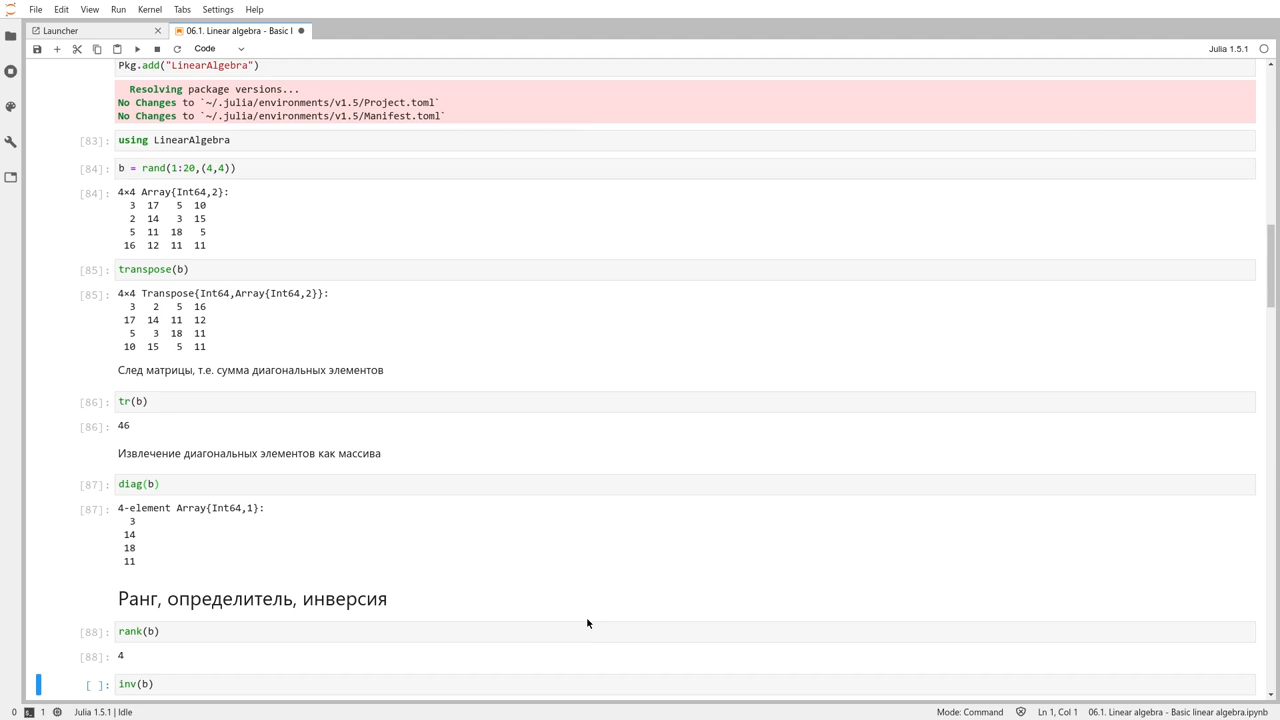 File Edit View Run Kernel Tabs Settings Help
Launcher
06.1. Linear algebra - Basic l
Code
Julia 1.5.1
Pkg.add("LinearAlgebra")
Resolving package versions...
No Changes to `~/.julia/environments/v1.5/Project.toml`
No Changes to `~/.julia/environments/v1.5/Manifest.toml`
[83]: using LinearAlgebra
[84]: b = rand(1:20,(4,4))
[84]: 4×4 Array{Int64,2}:
3 17 5 10
2 14 3 15
5 11 18 5
16 12 11 11
[85]: transpose(b)
[85]: 4×4 Transpose{Int64,Array{Int64,2}}:
3 2 5 16
17 14 11 12
5 3 18 11
10 15 5 11
След матрицы, т.е. сумма диагональных элементов
[86]: tr(b)
[86]: 46
Извлечение диагональных элементов как массива
[87]: diag(b)
[87]: 4-element Array{Int64,1}:
3
14
18
11
Ранг, определитель, инверсия
[88]: rank(b)
[88]: 4
[ ]: inv(b)
0 1 Julia 1.5.1 | Idle Mode: Command Ln 1, Col 1 06.1. Linear algebra - Basic linear algebra.ipynb